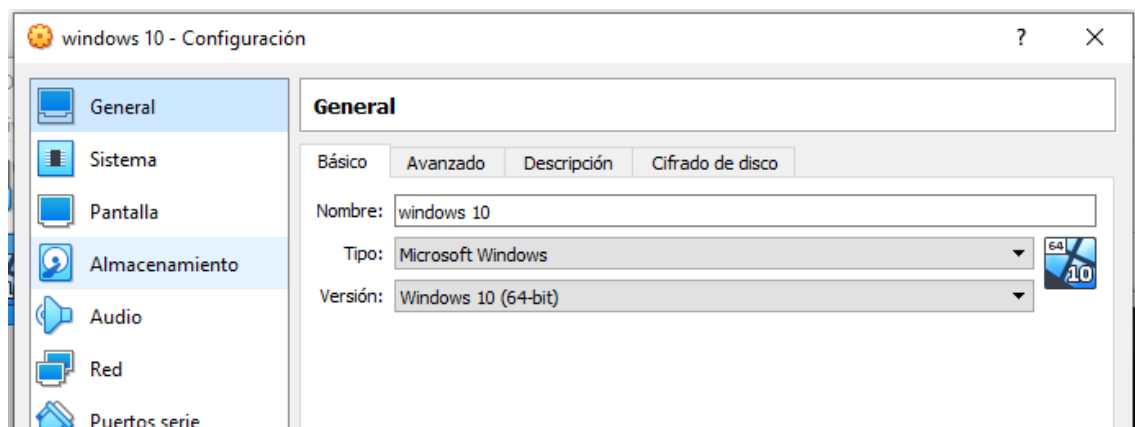 windows 10 - Configuración
?
General
Sistema
Pantalla
Almacenamiento
Audio
Red
Puertos serie
General
Básico Avanzado Descripción Cifrado de disco
Nombre: windows 10
Tipo: Microsoft Windows
64
10
Versión: Windows 10 (64-bit)